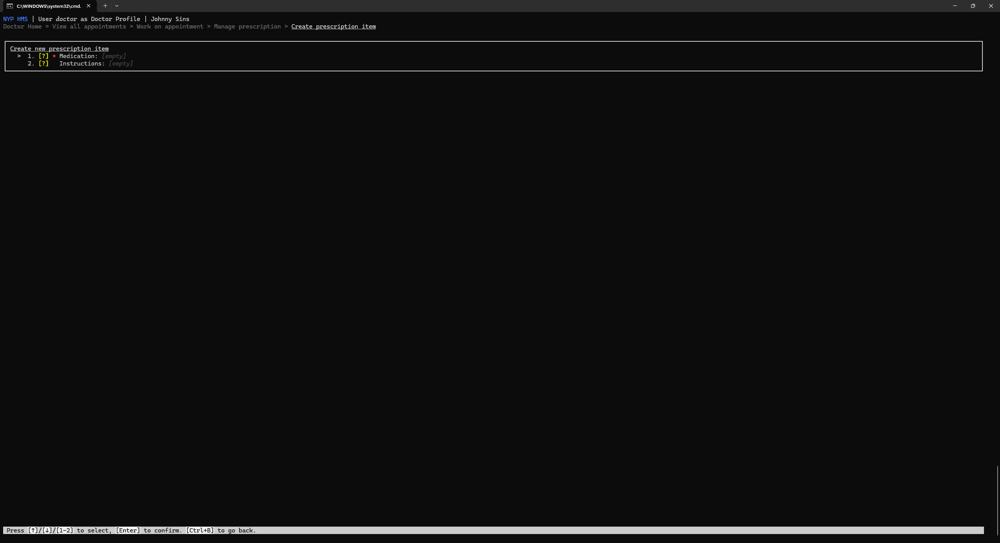 C:\WINDOWS\system32\cmd.
NYP HMS | User doctor as Doctor Profile | Johnny Sins
Doctor Home > View all appointments > Work on appointment > Manage prescription > Create prescription item
Create new prescription item
> 1. [?] * Medication: [empty]
2. [?] Instructions: [empty]
Press [↑]/[↓]/[1-2] to select, [Enter] to confirm. [Ctrl+B] to go back.